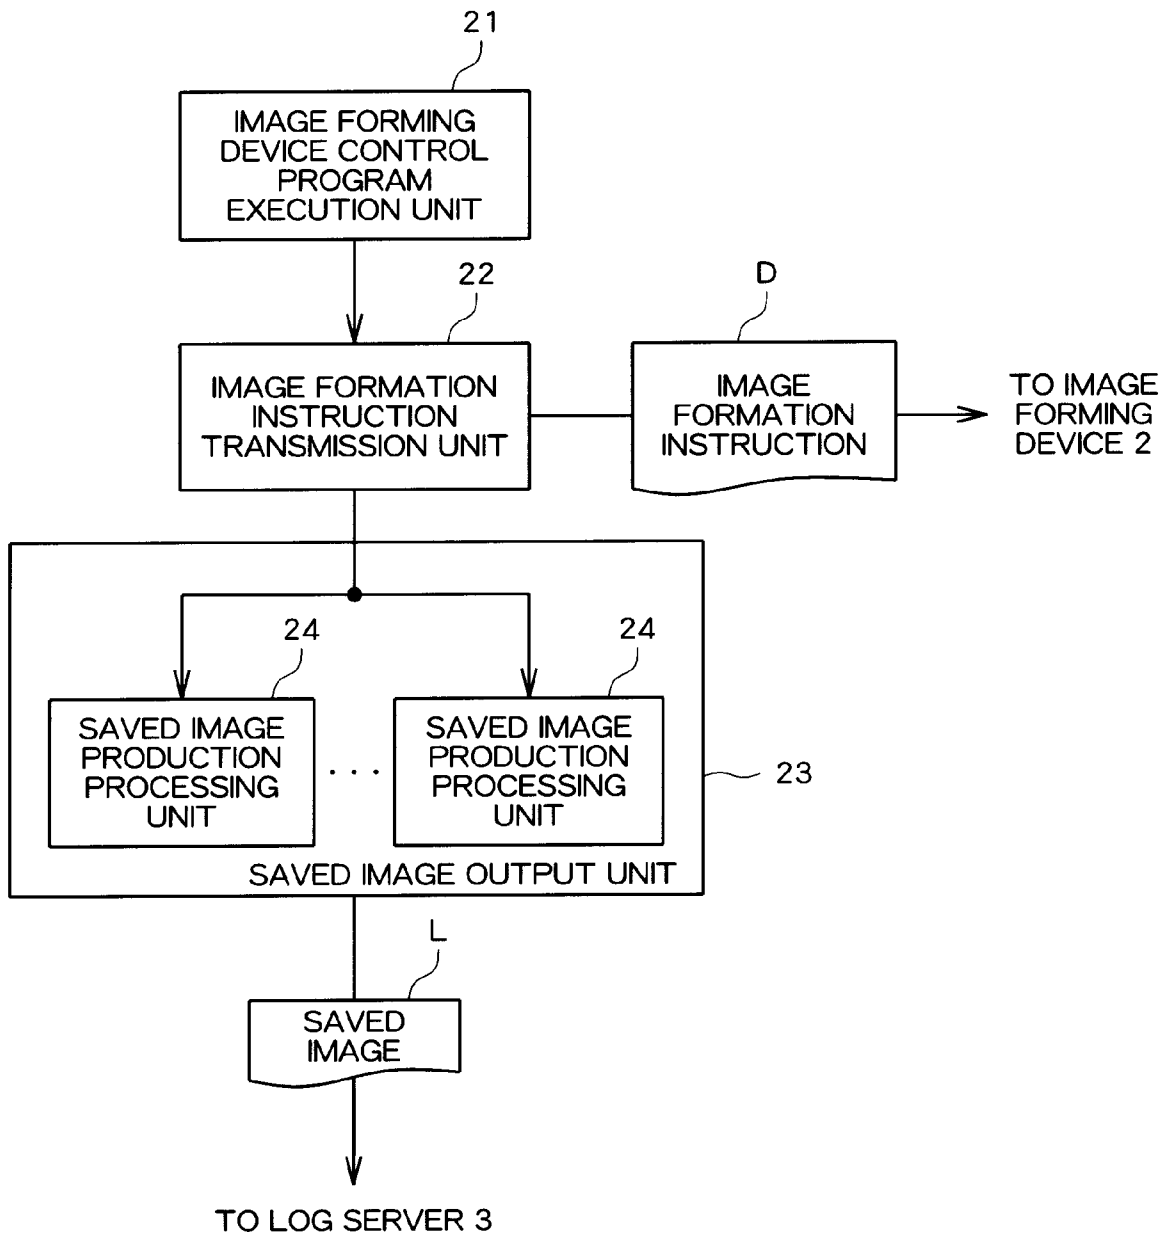 21
IMAGE FORMING
DEVICE CONTROL
PROGRAM
EXECUTION UNIT
22
D
IMAGE FORMATION
INSTRUCTION
TRANSMISSION UNIT
IMAGE
FORMATION
INSTRUCTION
TO IMAGE
FORMING
DEVICE 2
24
24
SAVED IMAGE
PRODUCTION
PROCESSING
UNIT
. . .
SAVED IMAGE
PRODUCTION
PROCESSING
UNIT
23
SAVED IMAGE OUTPUT UNIT
L
SAVED
IMAGE
TO LOG SERVER 3